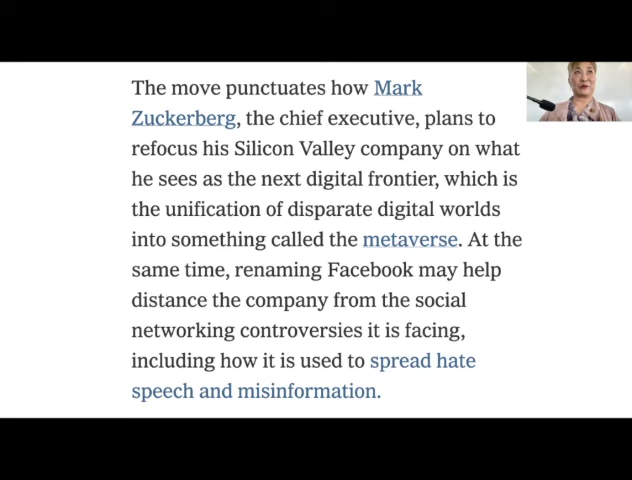 The move punctuates how Mark
Zuckerberg, the chief executive, plans to
refocus his Silicon Valley company on what
he sees as the next digital frontier, which is
the unification of disparate digital worlds
into something called the metaverse. At the
same time, renaming Facebook may help
distance the company from the social
networking controversies it is facing,
including how it is used to spread hate
speech and misinformation.